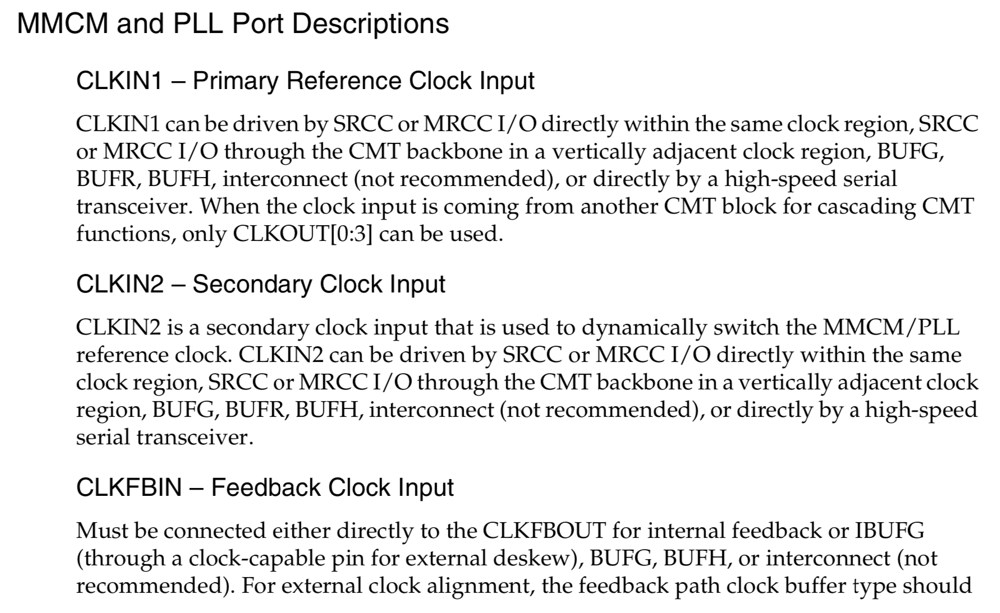 MMCM and PLL Port Descriptions
CLKIN1 – Primary Reference Clock Input
CLKIN1 can be driven by SRCC or MRCC I/O directly within the same clock region, SRCC
or MRCC I/O through the CMT backbone in a vertically adjacent clock region, BUFG,
BUFR, BUFH, interconnect (not recommended), or directly by a high-speed serial
transceiver. When the clock input is coming from another CMT block for cascading CMT
functions, only CLKOUT[0:3] can be used.
CLKIN2 – Secondary Clock Input
CLKIN2 is a secondary clock input that is used to dynamically switch the MMCM/PLL
reference clock. CLKIN2 can be driven by SRCC or MRCC I/O directly within the same
clock region, SRCC or MRCC I/O through the CMT backbone in a vertically adjacent clock
region, BUFG, BUFR, BUFH, interconnect (not recommended), or directly by a high-speed
serial transceiver.
CLKFBIN – Feedback Clock Input
Must be connected either directly to the CLKFBOUT for internal feedback or IBUFG
(through a clock-capable pin for external deskew), BUFG, BUFH, or interconnect (not
recommended). For external clock alignment, the feedback path clock buffer type should